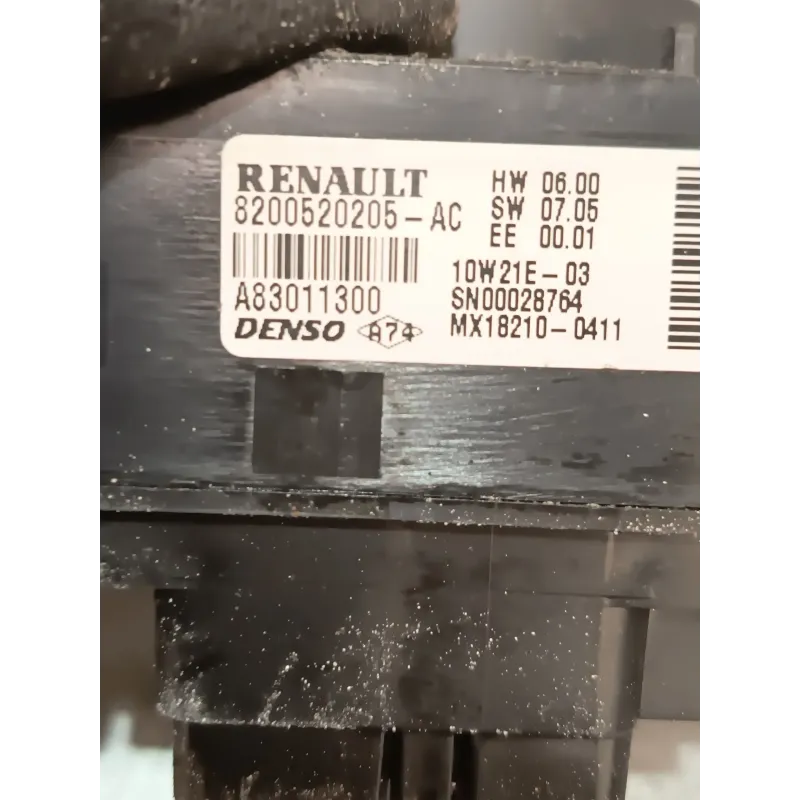 RENAULT
8200520205-AC
A83011300
DENSO R74
HW 06.00
SW 07.05
EE 00.01
10W21E-03
SN00028764
MX18210-0411